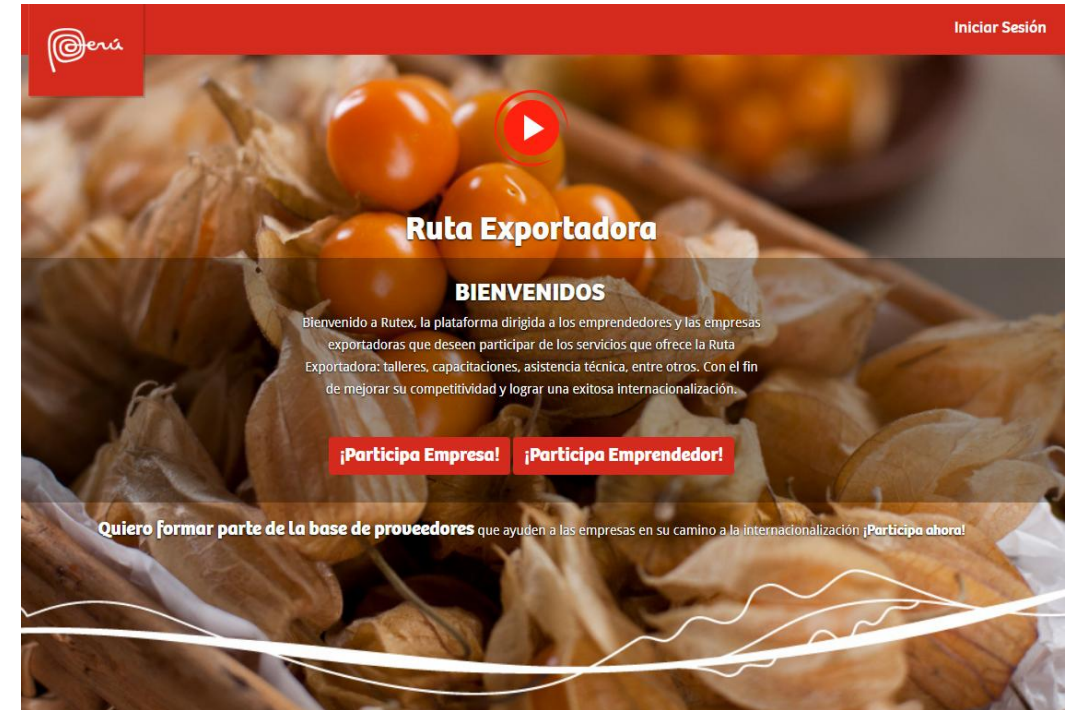 Perú
Iniciar Sesión
Ruta Exportadora
BIENVENIDOS
Bienvenido a Rutex, la plataforma dirigida a los emprendedores y las empresas
exportadoras que deseen participar de los servicios que ofrece la Ruta
Exportadora: talleres, capacitaciones, asistencia técnica, entre otros. Con el fin
de mejorar su competitividad y lograr una exitosa internacionalización.
¡Participa Empresa! ¡Participa Emprendedor!
Quiero formar parte de la base de proveedores que ayuden a las empresas en su camino a la internacionalización ¡Participa ahora!